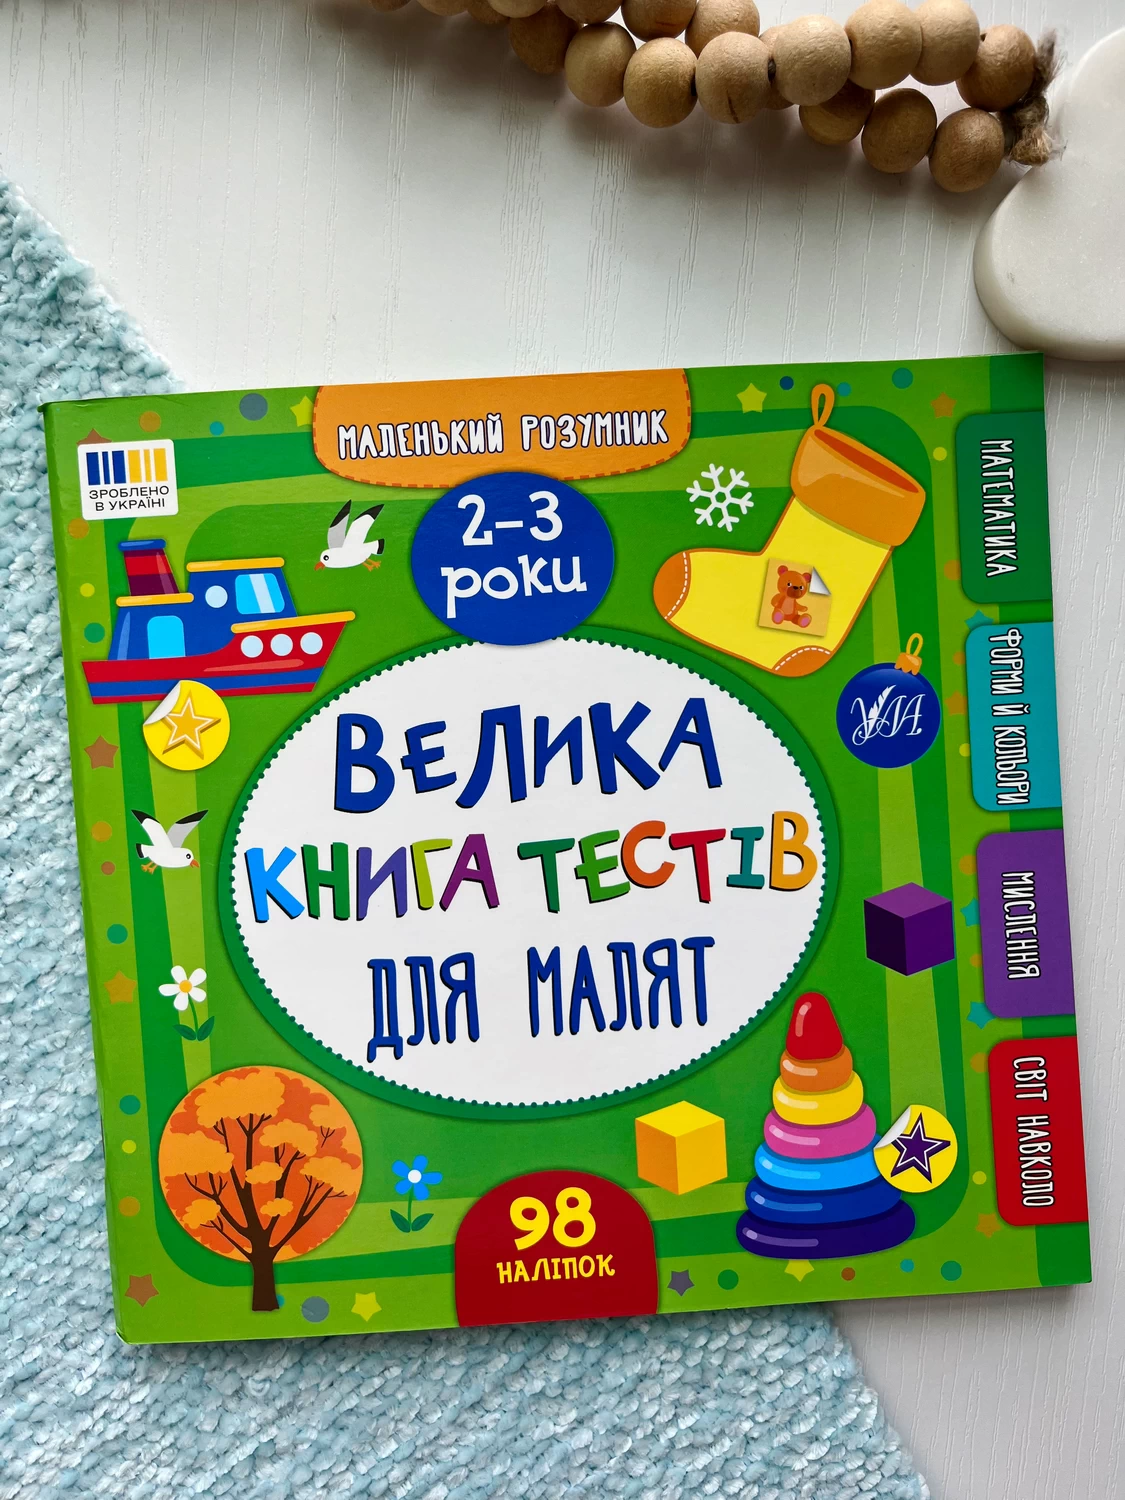 МАЛЕНЬКИЙ РОЗУМНИК
ЗРОБЛЕНО
В УКРАЇНІ
2–3
роки
ВЕЛИКА
КНИГА ТЕСТІВ
ДЛЯ МАЛЯТ
98
НАЛІПОК
УЛА
МАТЕМАТИКА
ФОРМИ Й КОЛЬОРИ
МИСЛЕННЯ
СВІТ НАВКОЛО